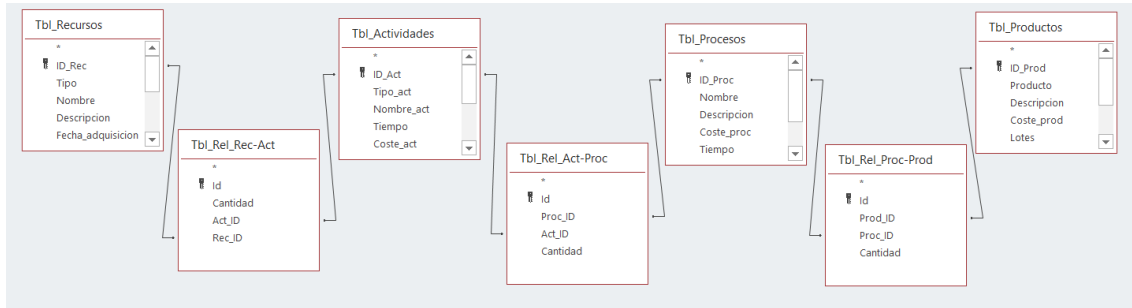 Tbl_Recursos
*
ID_Rec
Tipo
Nombre
Descripcion
Fecha_adquisicion
Tbl_Rel_Rec-Act
*
Id
Cantidad
Act_ID
Rec_ID
Tbl_Actividades
*
ID_Act
Tipo_act
Nombre_act
Tiempo
Coste_act
Tbl_Rel_Act-Proc
*
Id
Proc_ID
Act_ID
Cantidad
Tbl_Procesos
*
ID_Proc
Nombre
Descripcion
Coste_proc
Tiempo
Tbl_Rel_Proc-Prod
*
Id
Prod_ID
Proc_ID
Cantidad
Tbl_Productos
*
ID_Prod
Producto
Descripcion
Coste_prod
Lotes